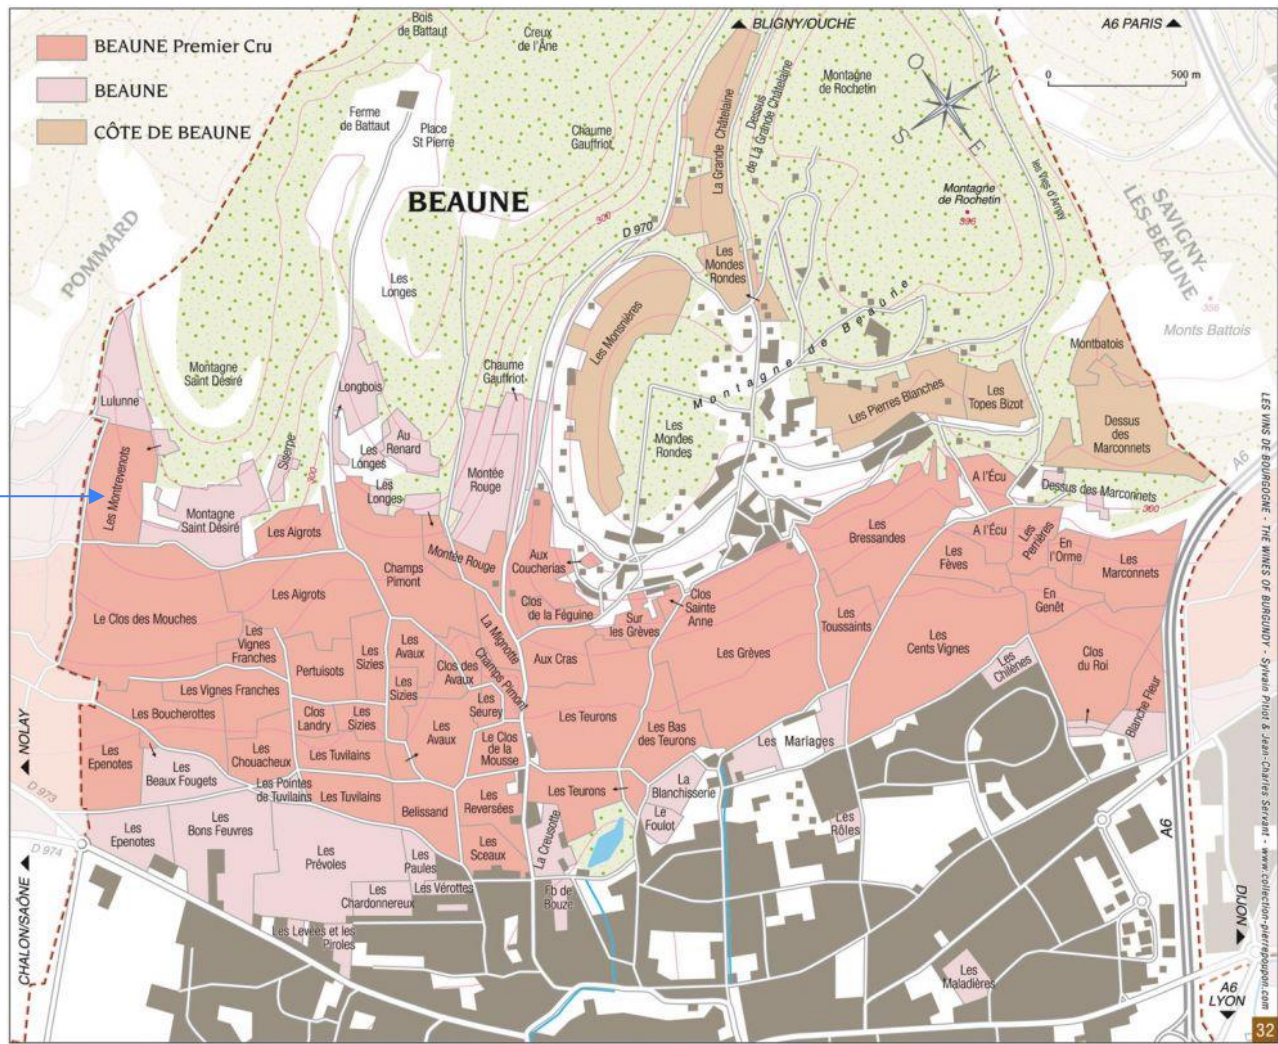 BEAUNE Premier Cru
BEAUNE
CÔTE DE BEAUNE
Bois
de Battaut
Creux
de l'Âne
BLIGNY/OUCHE
A6 PARIS
0
500 m
Montagne
de Rochetin
N
O
E
S
Ferme
de Battaut
Place
St Pierre
Chaume
Gauffriot
La Grande Châtelaine
Dessus
de La Grande Châtelaine
les Vies d'Arnay
Montagne
de Rochetin
396
SAVIGNY-
LES-BEAUNE
356
Monts Battois
BEAUNE
300
D 970
POMMARD
Les
Longes
Les
Mondes
Rondes
Les Monsnières
Montagne de Beaune
Montagne
Saint Désiré
Chaume
Gauffriot
Longbois
Lulunne
Montbatois
Les Pierres Blanches
Les
Topes Bizot
Dessus
des
Marconnets
Au
Renard
Les
Longes
Siserpe
300
Les
Mondes
Rondes
Les Montrevenots
Montée
Rouge
Les
Longes
Montagne
Saint Désiré
Les Aigrots
A l'Écu
Dessus des Marconnets
300
A6
Les
Bressandes
A l'Écu
Les
Perrières
En
l'Orme
Les
Marconnets
Les
Fèves
Montée Rouge
Aux
Coucherias
Champs
Pimont
Les Aigrots
Le Clos des Mouches
Clos
de la Féguine
Sur
les Grèves
Clos
Sainte
Anne
Les
Toussaints
En
Genêt
Les
Vignes
Franches
Pertuisots
Les
Sizies
Les
Avaux
Clos des
Avaux
La Mignotte
Champs Pimont
Aux Cras
Les Grèves
Les
Cents Vignes
Les
Chilènes
Clos
du Roi
Les Vignes Franches
Les
Sizies
Les Boucherottes
Clos
Landry
Les
Sizies
Les
Seurey
Les
Avaux
Les Teurons
Les Bas
des Teurons
Les Mariages
Blanche Fleur
Le Clos
de la
Mousse
Les
Epenotes
Les
Beaux Fougets
Les
Chouacheux
Les Tuvilains
Les Pointes
de Tuvilains
Les Tuvilains
Belissand
Les
Reversées
Les Teurons
La
Blanchisserie
Le
Foulot
Les
Rôles
Les
Epenotes
Les
Bons Feuvres
Les
Prévoles
Les
Paules
Les
Sceaux
La Creusotte
Les
Chardonnereux
Les Vérottes
Fb de
Bouze
Les Levées et les
Piroles
Les
Maladières
NOLAY
D 973
D 974
CHALON/SAÔNE
A6
DIJON
A6
LYON
LES VINS DE BOURGOGNE - THE WINES OF BURGUNDY - Sylvain Pitiot & Jean-Charles Servant - www.collection-pierrepoupon.com
32